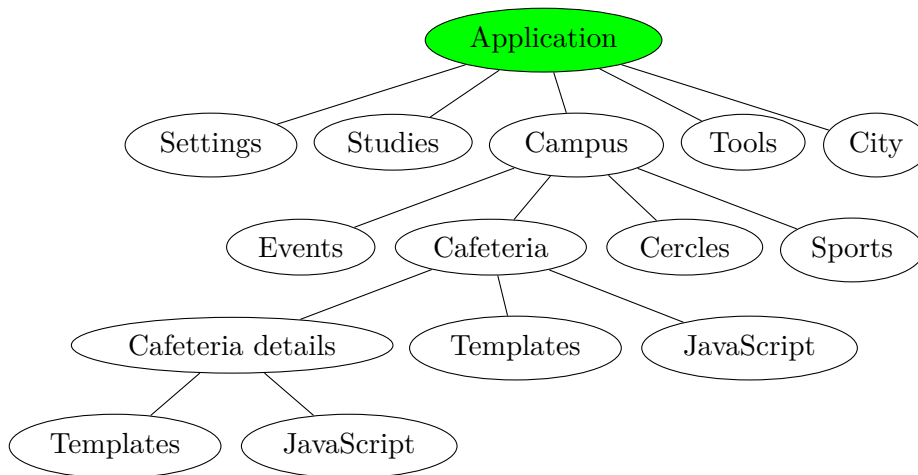 Application
Settings
Studies
Campus
Tools
City
Events
Cafeteria
Cercles
Sports
Cafeteria details
Templates
JavaScript
Templates
JavaScript